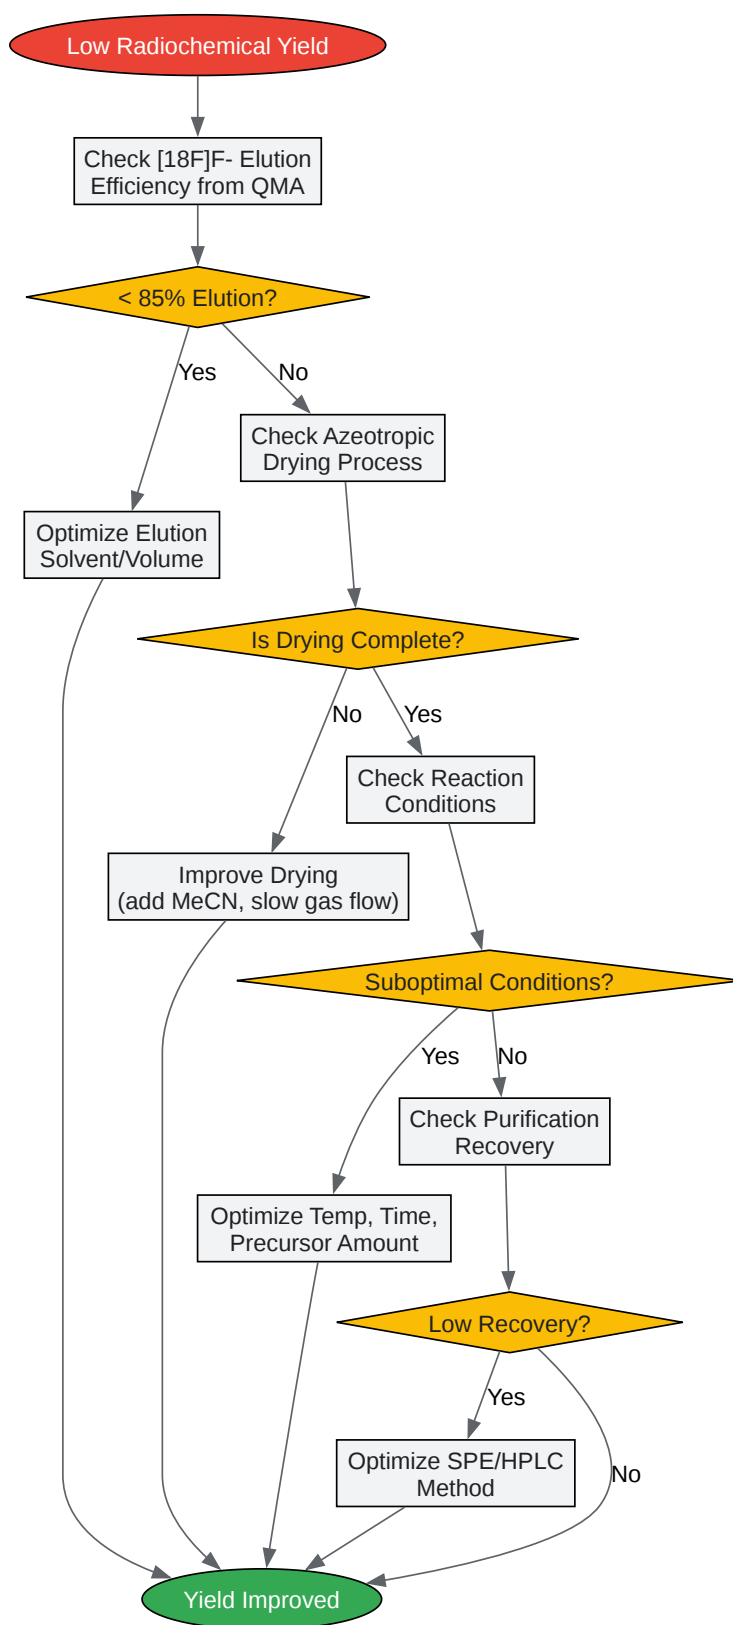 Low Radiochemical Yield
Check [18F]F- Elution
Efficiency from QMA
< 85% Elution?
Yes
No
Check Azeotropic
Drying Process
Optimize Elution
Solvent/Volume
Is Drying Complete?
No
Yes
Check Reaction
Conditions
Improve Drying
(add MeCN, slow gas flow)
Suboptimal Conditions?
Yes
No
Check Purification
Recovery
Optimize Temp, Time,
Precursor Amount
Low Recovery?
Yes
Optimize SPE/HPLC
Method
No
Yield Improved